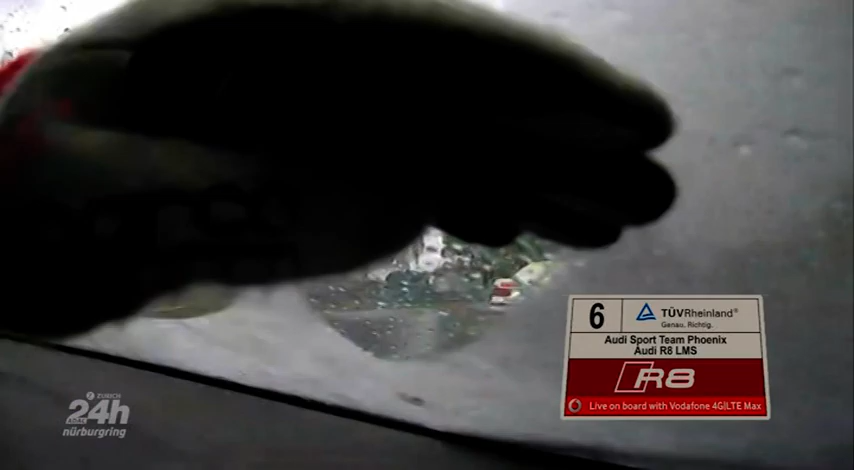 6
TÜVRheinland®
Genau. Richtig.
Audi Sport Team Phoenix
Audi R8 LMS
R8
Live on board with Vodafone 4G|LTE Max
ZURICH
ADAC
24h
nürburgring